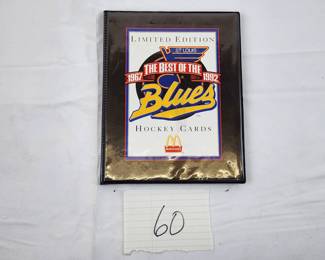 LIMITED EDITION
ST. LOUIS
THE BEST OF THE
1967 1992
Blues
HOCKEY CARDS
60